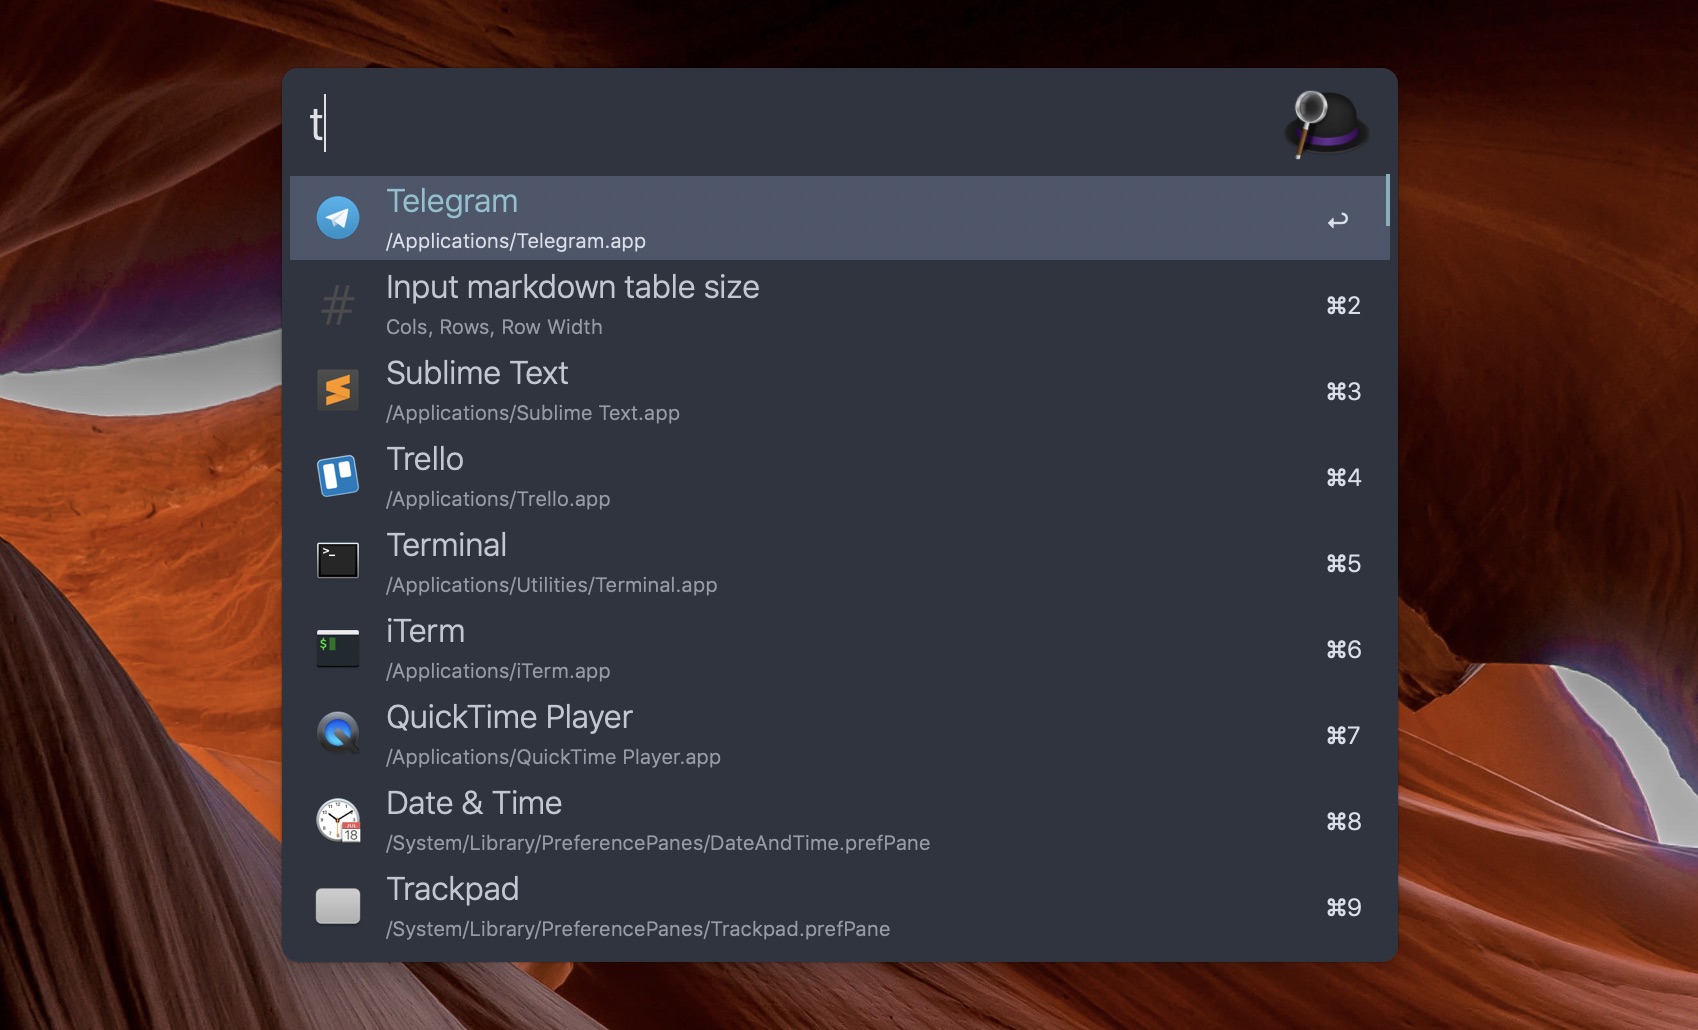 t
Telegram
/Applications/Telegram.app
↩
Input markdown table size
Cols, Rows, Row Width
⌘2
Sublime Text
/Applications/Sublime Text.app
⌘3
Trello
/Applications/Trello.app
⌘4
Terminal
/Applications/Utilities/Terminal.app
⌘5
iTerm
/Applications/iTerm.app
⌘6
QuickTime Player
/Applications/QuickTime Player.app
⌘7
Date & Time
/System/Library/PreferencePanes/DateAndTime.prefPane
⌘8
Trackpad
/System/Library/PreferencePanes/Trackpad.prefPane
⌘9